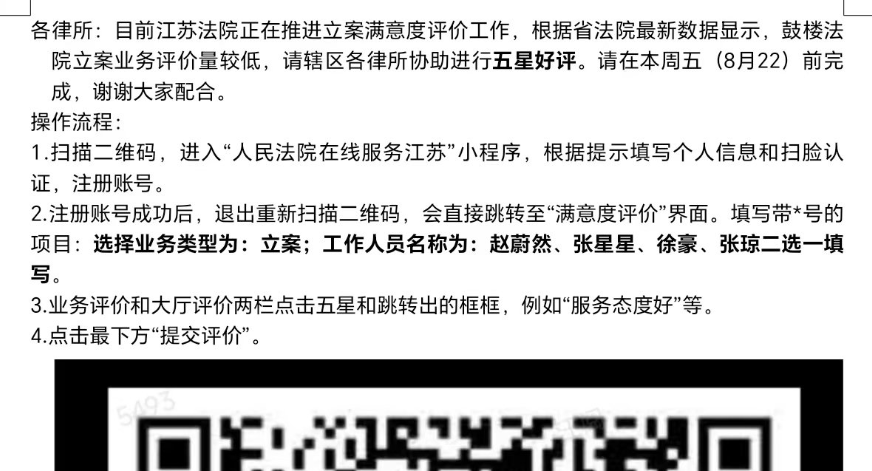 各律所：目前江苏法院正在推进立案满意度评价工作，根据省法院最新数据显示，鼓楼法
院立案业务评价量较低，请辖区各律所协助进行五星好评。请在本周五（8月22）前完
成，谢谢大家配合。
操作流程：
1.扫描二维码，进入“人民法院在线服务江苏”小程序，根据提示填写个人信息和扫脸认
证，注册账号。
2.注册账号成功后，退出重新扫描二维码，会直接跳转至“满意度评价”界面。填写带*号的
项目：选择业务类型为：立案；工作人员名称为：赵蔚然、张星星、徐豪、张琼二选一填
写。
3.业务评价和大厅评价两栏点击五星和跳转出的框框，例如“服务态度好”等。
4.点击最下方“提交评价”。
5493